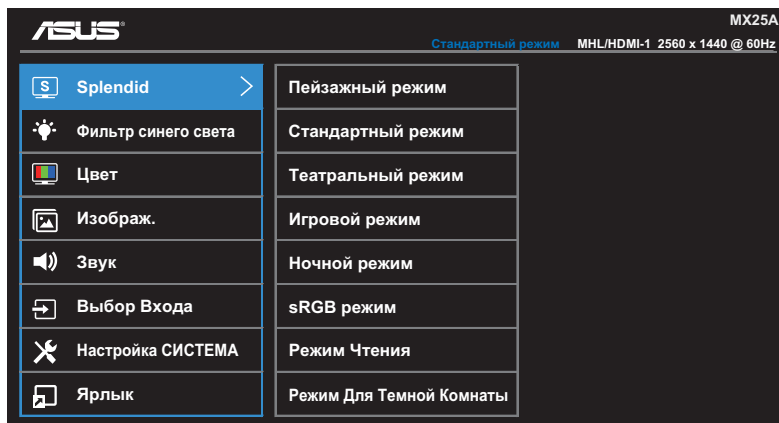 ASUS
MX25A
Стандартный режим MHL/HDMI-1 2560 x 1440 @ 60Hz
S Splendid
Фильтр синего света
Цвет
Изображ.
Звук
Выбор Входа
Настройка СИСТЕМА
Ярлык
Пейзажный режим
Стандартный режим
Театральный режим
Игровой режим
Ночной режим
sRGB режим
Режим Чтения
Режим Для Темной Комнаты